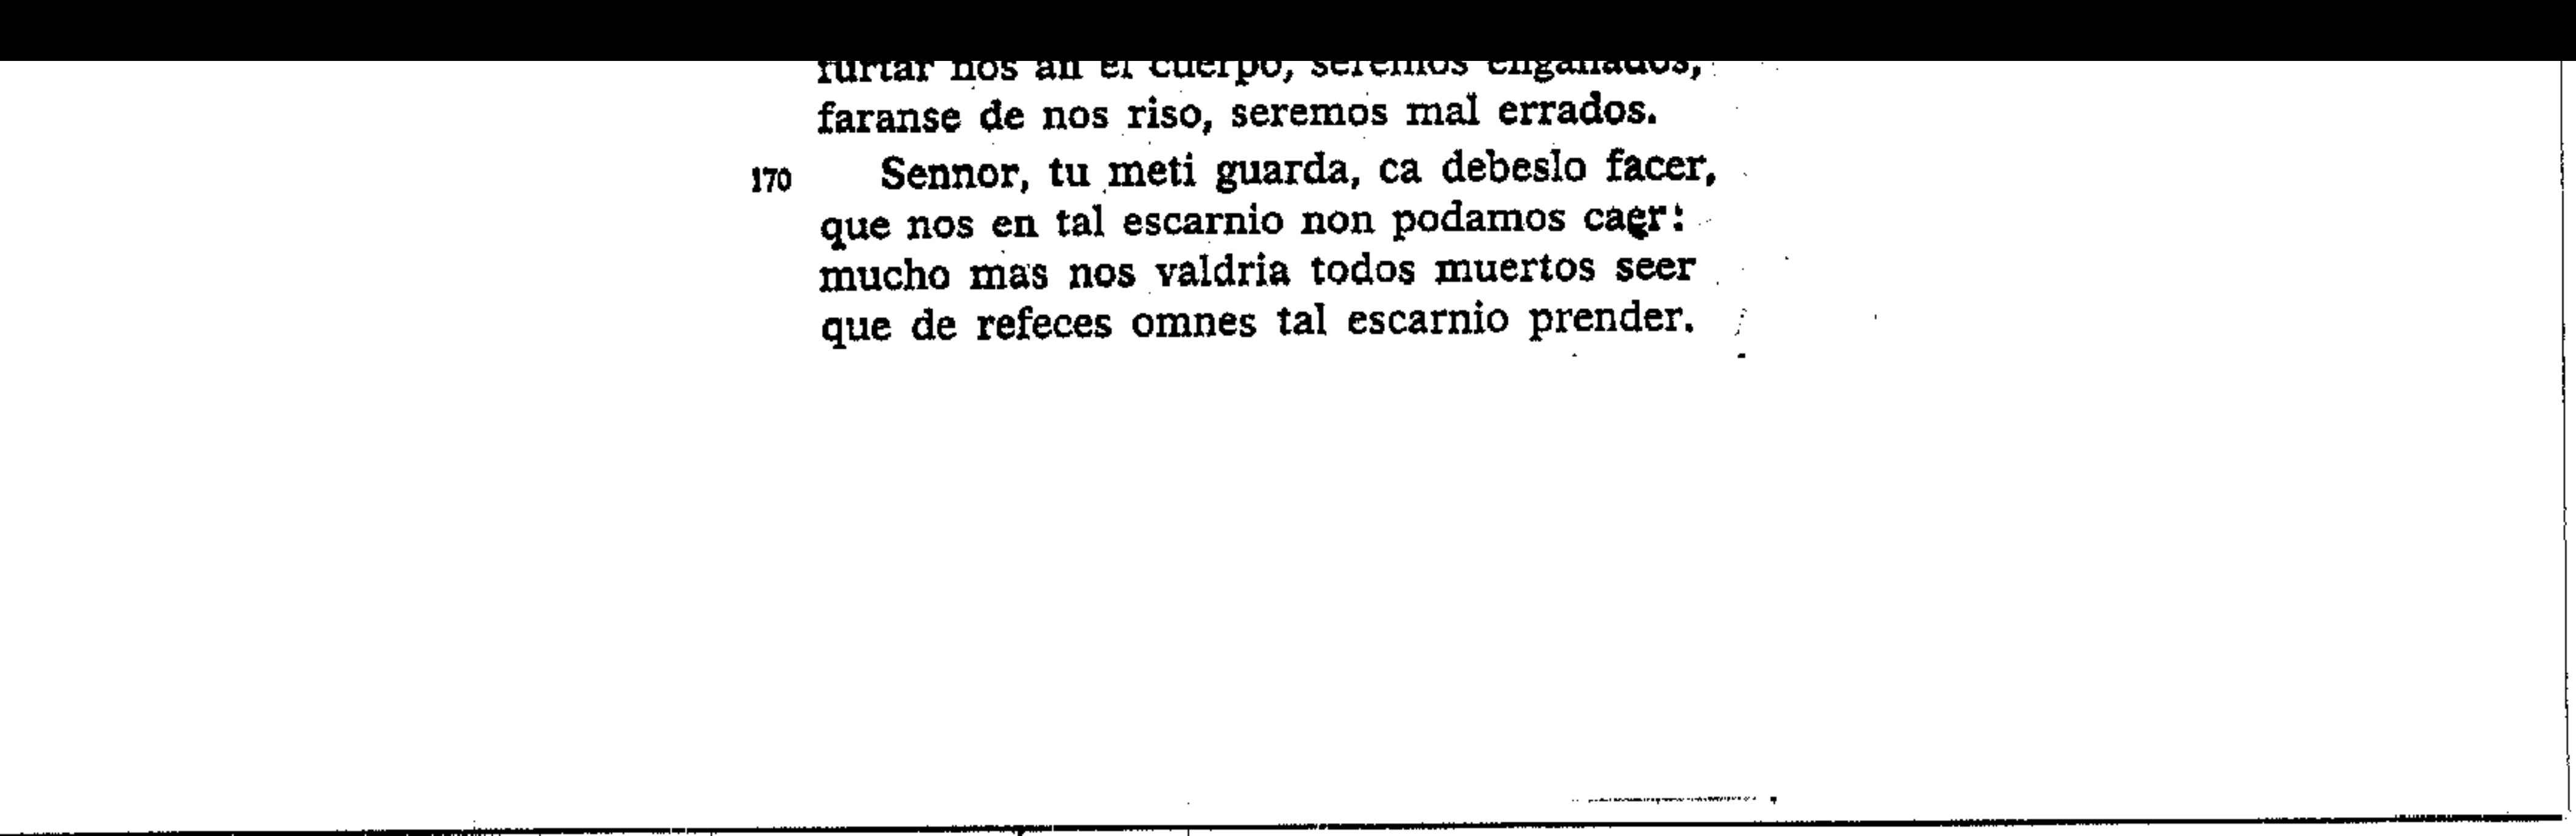 furtar nos an el cuerpo, seremos engannados,
faranse de nos riso, seremos mal errados.
170 Sennor, tu meti guarda, ca debeslo facer,
que nos en tal escarnio non podamos caer:
mucho mas nos valdria todos muertos seer
que de refeces omnes tal escarnio prender.